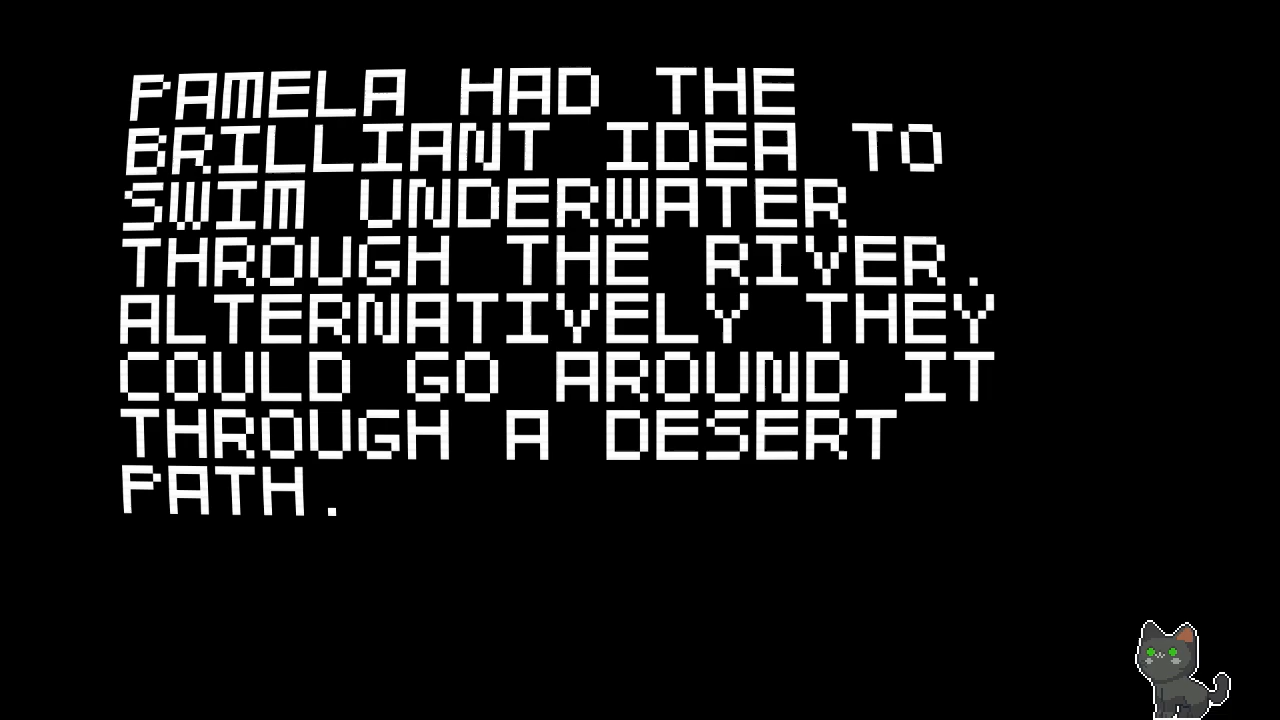 PAMELA HAD THE
BRILLIANT IDEA TO
SWIM UNDERWATER
THROUGH THE RIVER.
ALTERNATIVELY THEY
COULD GO AROUND IT
THROUGH A DESERT
PATH.